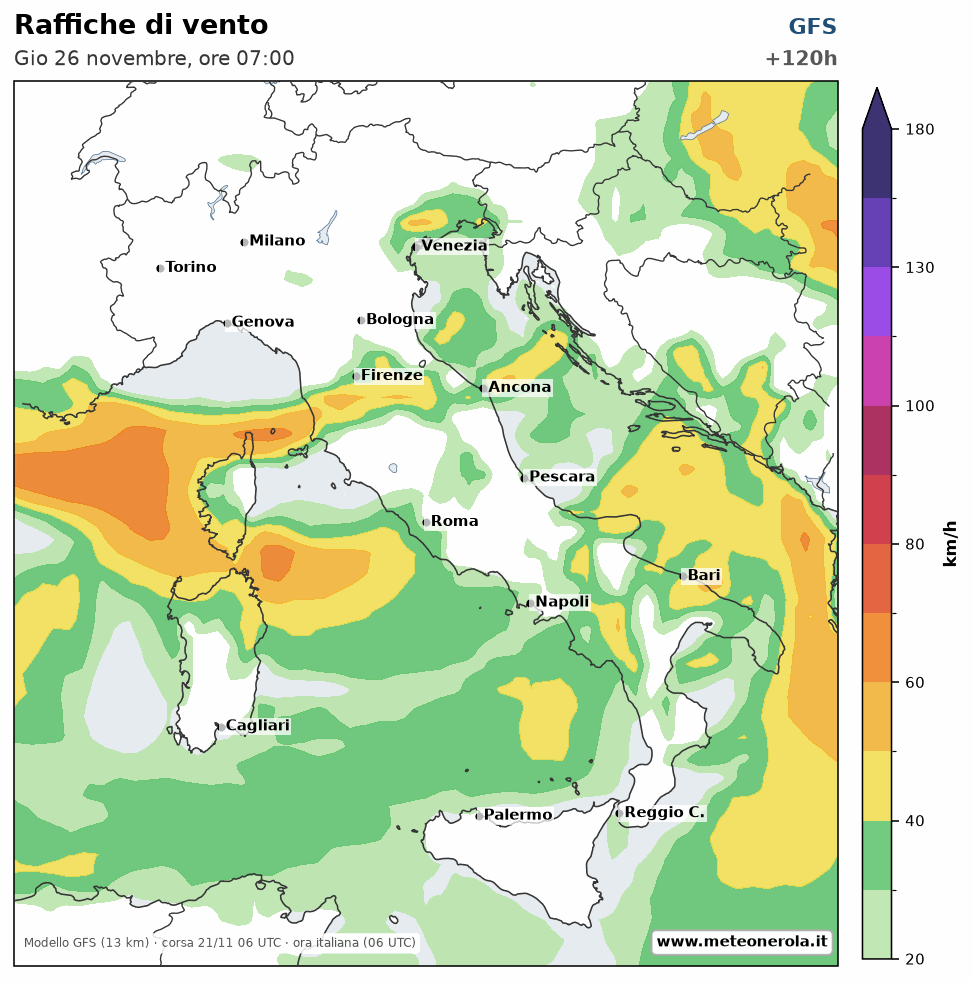 Raffiche di vento
GFS
Gio 26 novembre, ore 07:00
+120h
180
130
100
80
60
40
20
km/h
Milano
Venezia
Torino
Genova
Bologna
Firenze
Ancona
Pescara
Roma
Bari
Napoli
Cagliari
Palermo
Reggio C.
Modello GFS (13 km) · corsa 21/11 06 UTC · ora italiana (06 UTC)
www.meteonerola.it